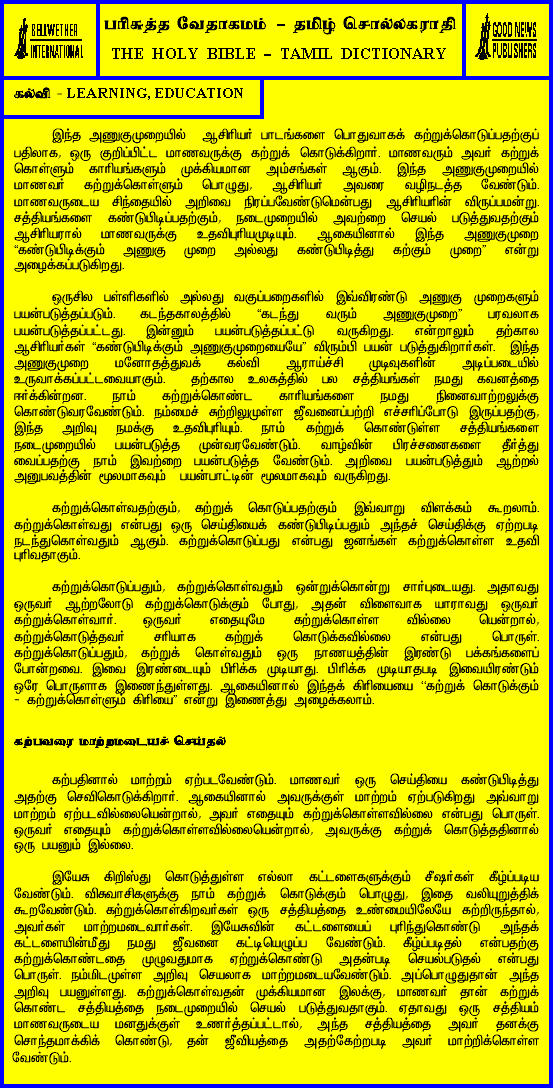 BELLWETHER
INTERNATIONAL
பரிசுத்த வேதாகமம் – தமிழ் சொல்லகராதி
THE HOLY BIBLE – TAMIL DICTIONARY
GOOD NEWS
PUBLISHERS
கல்வி - LEARNING, EDUCATION
இந்த அணுகுமுறையில் ஆசிரியர் பாடங்களை பொதுவாகக் கற்றுக்கொடுப்பதற்குப்
பதிலாக, ஒரு குறிப்பிட்ட மாணவருக்கு கற்றுக் கொடுக்கிறார். மாணவரும் அவர் கற்றுக்
கொள்ளும் காரியங்களும் முக்கியமான அம்சங்கள் ஆகும். இந்த அணுகுமுறையில்
மாணவர் கற்றுக்கொள்ளும் பொழுது, ஆசிரியர் அவரை வழிநடத்த வேண்டும்.
மாணவருடைய சிந்தையில் அறிவை நிரப்பவேண்டுமென்பது ஆசிரியரின் விருப்பமன்று.
சத்தியங்களை கண்டுபிடிப்பதற்கும், நடைமுறையில் அவற்றை செயல் படுத்துவதற்கும்
ஆசிரியரால் மாணவருக்கு உதவிபுரியமுடியும். ஆகையினால் இந்த அணுகுமுறை
“கண்டுபிடிக்கும் அணுகு முறை அல்லது கண்டுபிடித்து கற்கும் முறை” என்று
அழைக்கப்படுகிறது.
ஒருசில பள்ளிகளில் அல்லது வகுப்பறைகளில் இவ்விரண்டு அணுகு முறைகளும்
பயன்படுத்தப்படும். கடந்தகாலத்தில் “கடந்து வரும் அணுகுமுறை” பரவலாக
பயன்படுத்தப்பட்டது. இன்னும் பயன்படுத்தப்பட்டு வருகிறது. என்றாலும் தற்கால
ஆசிரியர்கள் “கண்டுபிடிக்கும் அணுகுமுறையையே” விரும்பி பயன் படுத்துகிறார்கள். இந்த
அணுகுமுறை மனோதத்துவக் கல்வி ஆராய்ச்சி முடிவுகளின் அடிப்படையில்
உருவாக்கப்பட்டவையாகும். தற்கால உலகத்தில் பல சத்தியங்கள் நமது கவனத்தை
ஈர்க்கின்றன. நாம் கற்றுக்கொண்ட காரியங்களை நமது நினைவாற்றலுக்கு
கொண்டுவரவேண்டும். நம்மைச் சுற்றிலுமுள்ள ஜீவனைப்பற்றி எச்சரிப்போடு இருப்பதற்கு,
இந்த அறிவு நமக்கு உதவிபுரியும். நாம் கற்றுக் கொண்டுள்ள சத்தியங்களை
நடைமுறையில் பயன்படுத்த முன்வரவேண்டும். வாழ்வின் பிரச்சனைகளை தீர்த்து
வைப்பதற்கு நாம் இவற்றை பயன்படுத்த வேண்டும். அறிவை பயன்படுத்தும் ஆற்றல்
அனுபவத்தின் மூலமாகவும் பயன்பாட்டின் மூலமாகவும் வருகிறது.
கற்றுக்கொள்வதற்கும், கற்றுக் கொடுப்பதற்கும் இவ்வாறு விளக்கம் கூறலாம்.
கற்றுக்கொள்வது என்பது ஒரு செய்தியைக் கண்டுபிடிப்பதும் அந்தச் செய்திக்கு ஏற்றபடி
நடந்துகொள்வதும் ஆகும். கற்றுக்கொடுப்பது என்பது ஜனங்கள் கற்றுக்கொள்ள உதவி
புரிவதாகும்.
கற்றுக்கொடுப்பதும், கற்றுக்கொள்வதும் ஒன்றுக்கொன்று சார்புடையது. அதாவது
ஒருவர் ஆற்றலோடு கற்றுக்கொடுக்கும் போது, அதன் விளைவாக யாராவது ஒருவர்
கற்றுக்கொள்வார். ஒருவர் எதையுமே கற்றுக்கொள்ள வில்லை யென்றால்,
கற்றுக்கொடுத்தவர் சரியாக கற்றுக் கொடுக்கவில்லை என்பது பொருள்.
கற்றுக்கொடுப்பதும், கற்றுக் கொள்வதும் ஒரு நாணயத்தின் இரண்டு பக்கங்களைப்
போன்றவை. இவை இரண்டையும் பிரிக்க முடியாது. பிரிக்க முடியாதபடி இவையிரண்டும்
ஒரே பொருளாக இணைந்துள்ளது. ஆகையினால் இந்தக் கிரியையை “கற்றுக் கொடுக்கும்
– கற்றுக்கொள்ளும் கிரியை” என்று இணைத்து அழைக்கலாம்.
கற்பவரை மாற்றமடையச் செய்தல்
கற்பதினால் மாற்றம் ஏற்படவேண்டும். மாணவர் ஒரு செய்தியை கண்டுபிடித்து
அதற்கு செவிகொடுக்கிறார். ஆகையினால் அவருக்குள் மாற்றம் ஏற்படுகிறது அவ்வாறு
மாற்றம் ஏற்படவில்லையென்றால், அவர் எதையும் கற்றுக்கொள்ளவில்லை என்பது பொருள்.
ஒருவர் எதையும் கற்றுக்கொள்ளவில்லையென்றால், அவருக்கு கற்றுக் கொடுத்ததினால்
ஒரு பயனும் இல்லை.
இயேசு கிறிஸ்து கொடுத்துள்ள எல்லா கட்டளைகளுக்கும் சீஷர்கள் கீழ்ப்படிய
வேண்டும். விசுவாசிகளுக்கு நாம் கற்றுக் கொடுக்கும் பொழுது, இதை வலியுறுத்திக்
கூறவேண்டும். கற்றுக்கொள்கிறவர்கள் ஒரு சத்தியத்தை உண்மையிலேயே கற்றிருந்தால்,
அவர்கள் மாற்றமடைவார்கள். இயேசுவின் கட்டளையைப் புரிந்துகொண்டு அந்தக்
கட்டளையின்மீது நமது ஜீவனை கட்டியெழுப்ப வேண்டும். கீழ்ப்படிதல் என்பதற்கு
கற்றுக்கொண்டதை முழுவதுமாக ஏற்றுக்கொண்டு அதன்படி செயல்படுதல் என்பது
பொருள். நம்மிடமுள்ள அறிவு செயலாக மாற்றமடையவேண்டும். அப்பொழுதுதான் அந்த
அறிவு பயனுள்ளது. கற்றுக்கொள்வதன் முக்கியமான இலக்கு, மாணவர் தான் கற்றுக்
கொண்ட சத்தியத்தை நடைமுறையில் செயல் படுத்துவதாகும். ஏதாவது ஒரு சத்தியம்
மாணவருடைய மனதுக்குள் உணர்த்தப்பட்டால், அந்த சத்தியத்தை அவர் தனக்கு
சொந்தமாக்கிக் கொண்டு, தன் ஜீவியத்தை அதற்கேற்றபடி அவர் மாற்றிக்கொள்ள
வேண்டும்.